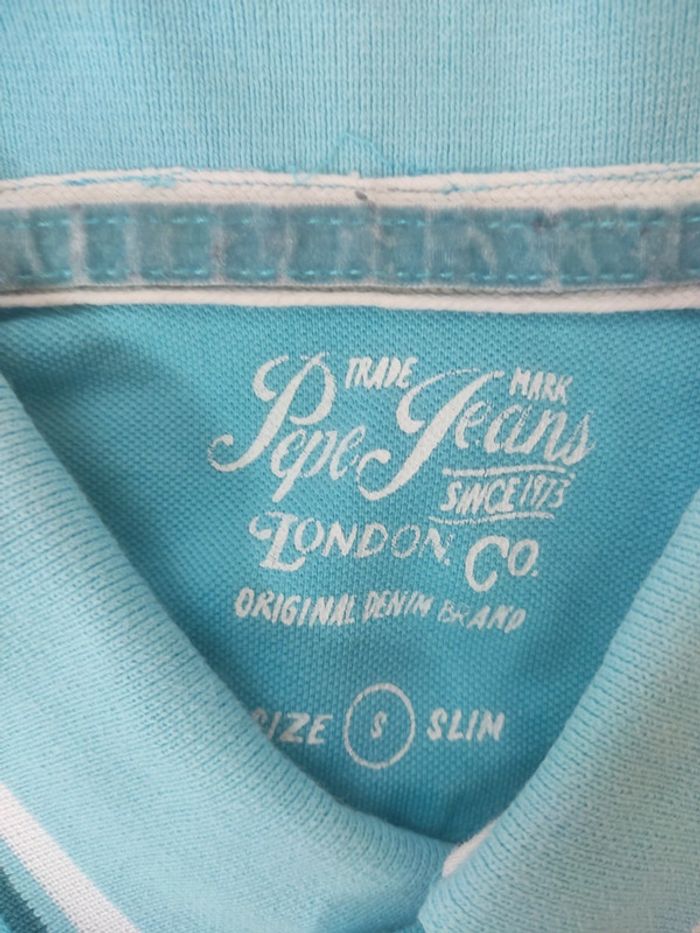 TRADE MARK
Pepe Jeans
SINCE 1973
LONDON. CO.
ORIGINAL DENIM BRAND
SIZE S SLIM